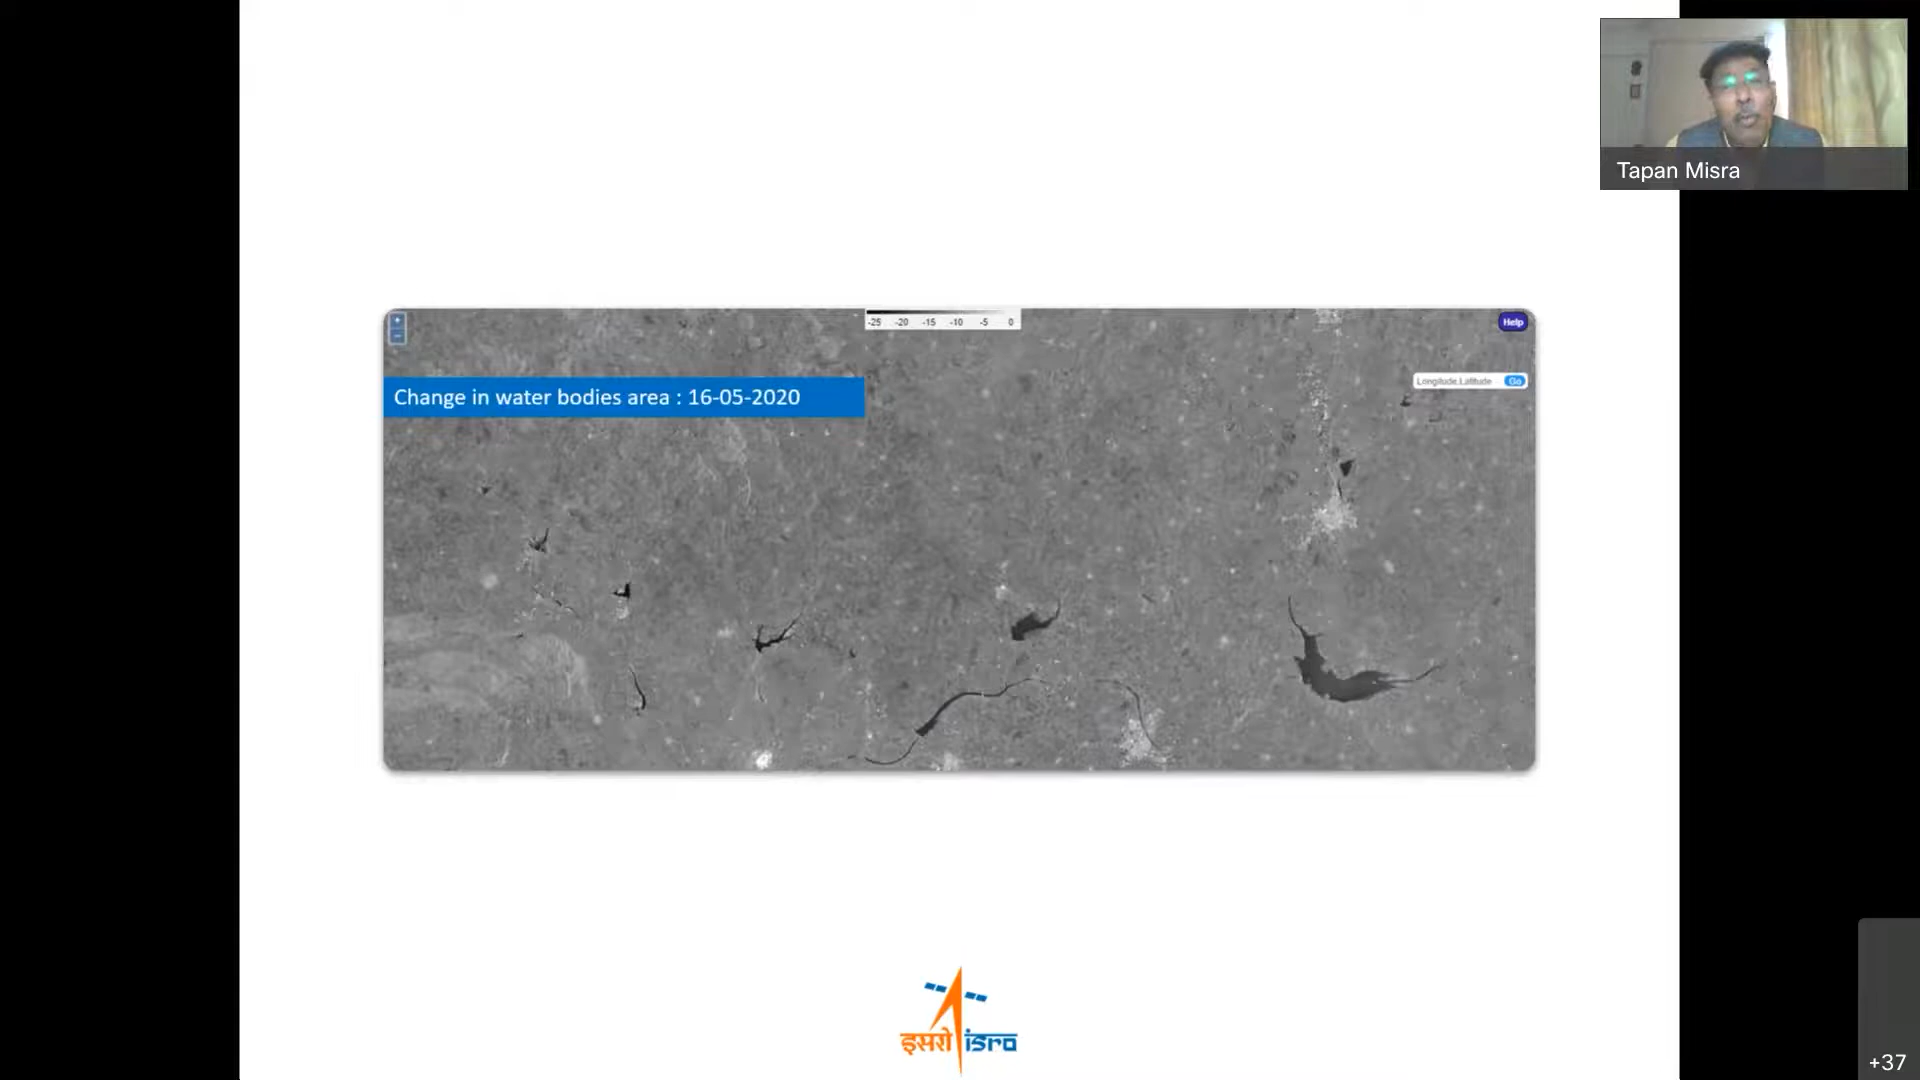 Tapan Misra
-25 -20 -15 -10 -5 0
Help
Longitude,Latitude Go
Change in water bodies area : 16-05-2020
इसरो isro
+37